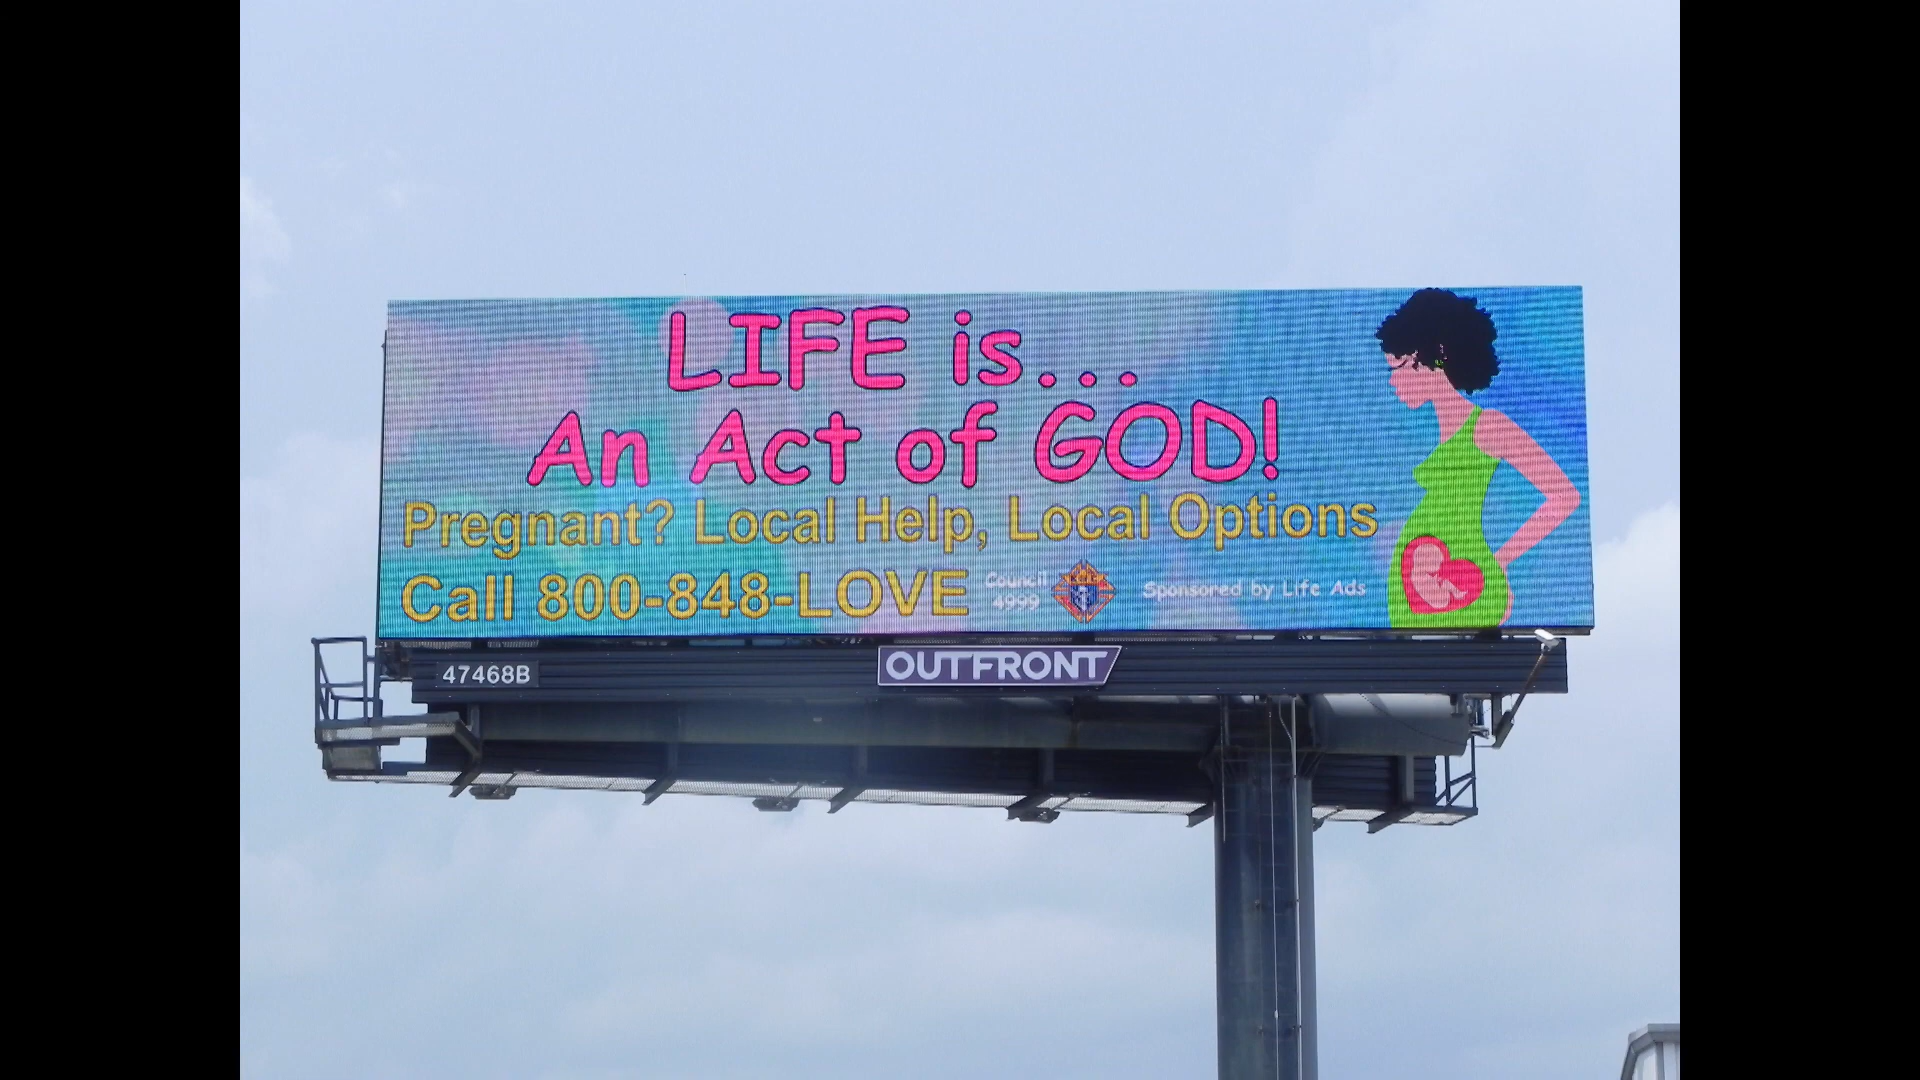 LIFE is...
An Act of GOD!
Pregnant? Local Help, Local Options
Call 800-848-LOVE
Council
4999
Sponsored by Life Ads
47468B
OUTFRONT